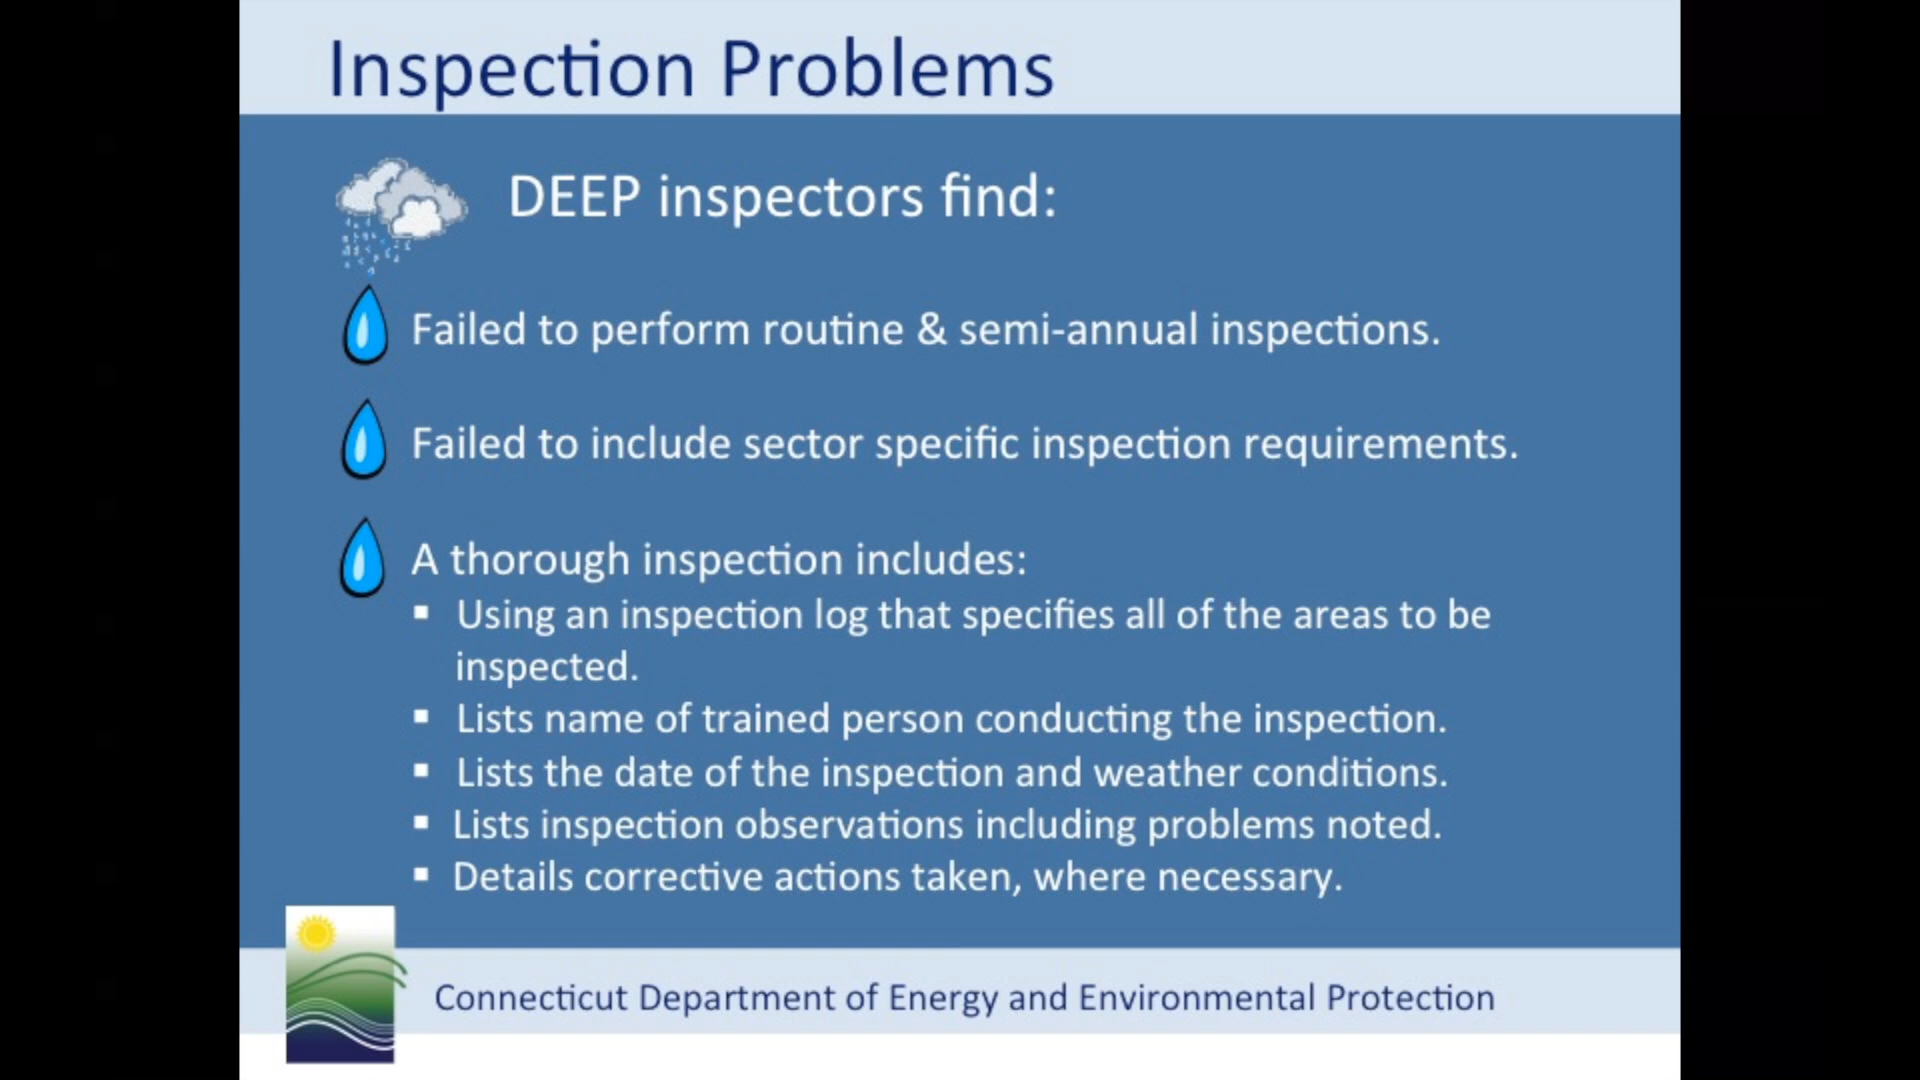 Inspection Problems
DEEP inspectors find:
Failed to perform routine & semi-annual inspections.
Failed to include sector specific inspection requirements.
A thorough inspection includes:
▪ Using an inspection log that specifies all of the areas to be
inspected.
▪ Lists name of trained person conducting the inspection.
▪ Lists the date of the inspection and weather conditions.
▪ Lists inspection observations including problems noted.
▪ Details corrective actions taken, where necessary.
Connecticut Department of Energy and Environmental Protection